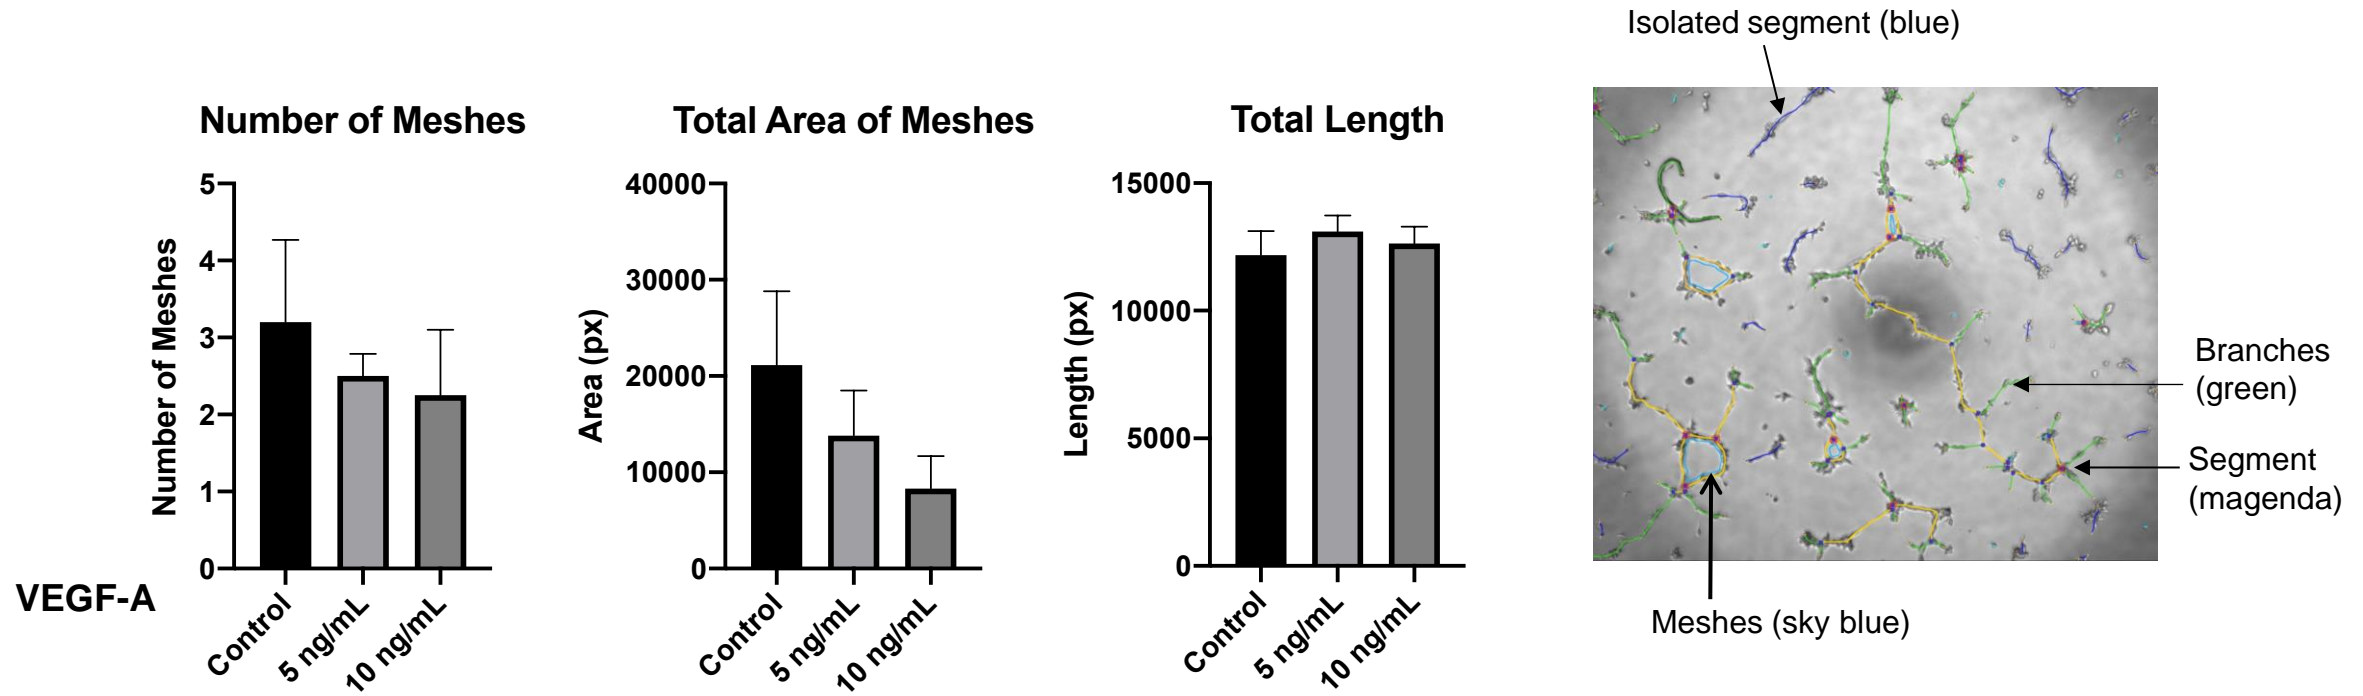 Isolated segment (blue)
Number of Meshes
Number of Meshes
5
4
3
2
1
0
Control
5 ng/mL
10 ng/mL
VEGF-A
Total Area of Meshes
Area (px)
40000
30000
20000
10000
0
Control
5 ng/mL
10 ng/mL
Total Length
Length (px)
15000
10000
5000
0
Control
5 ng/mL
10 ng/mL
Branches
(green)
Segment
(magenda)
Meshes (sky blue)